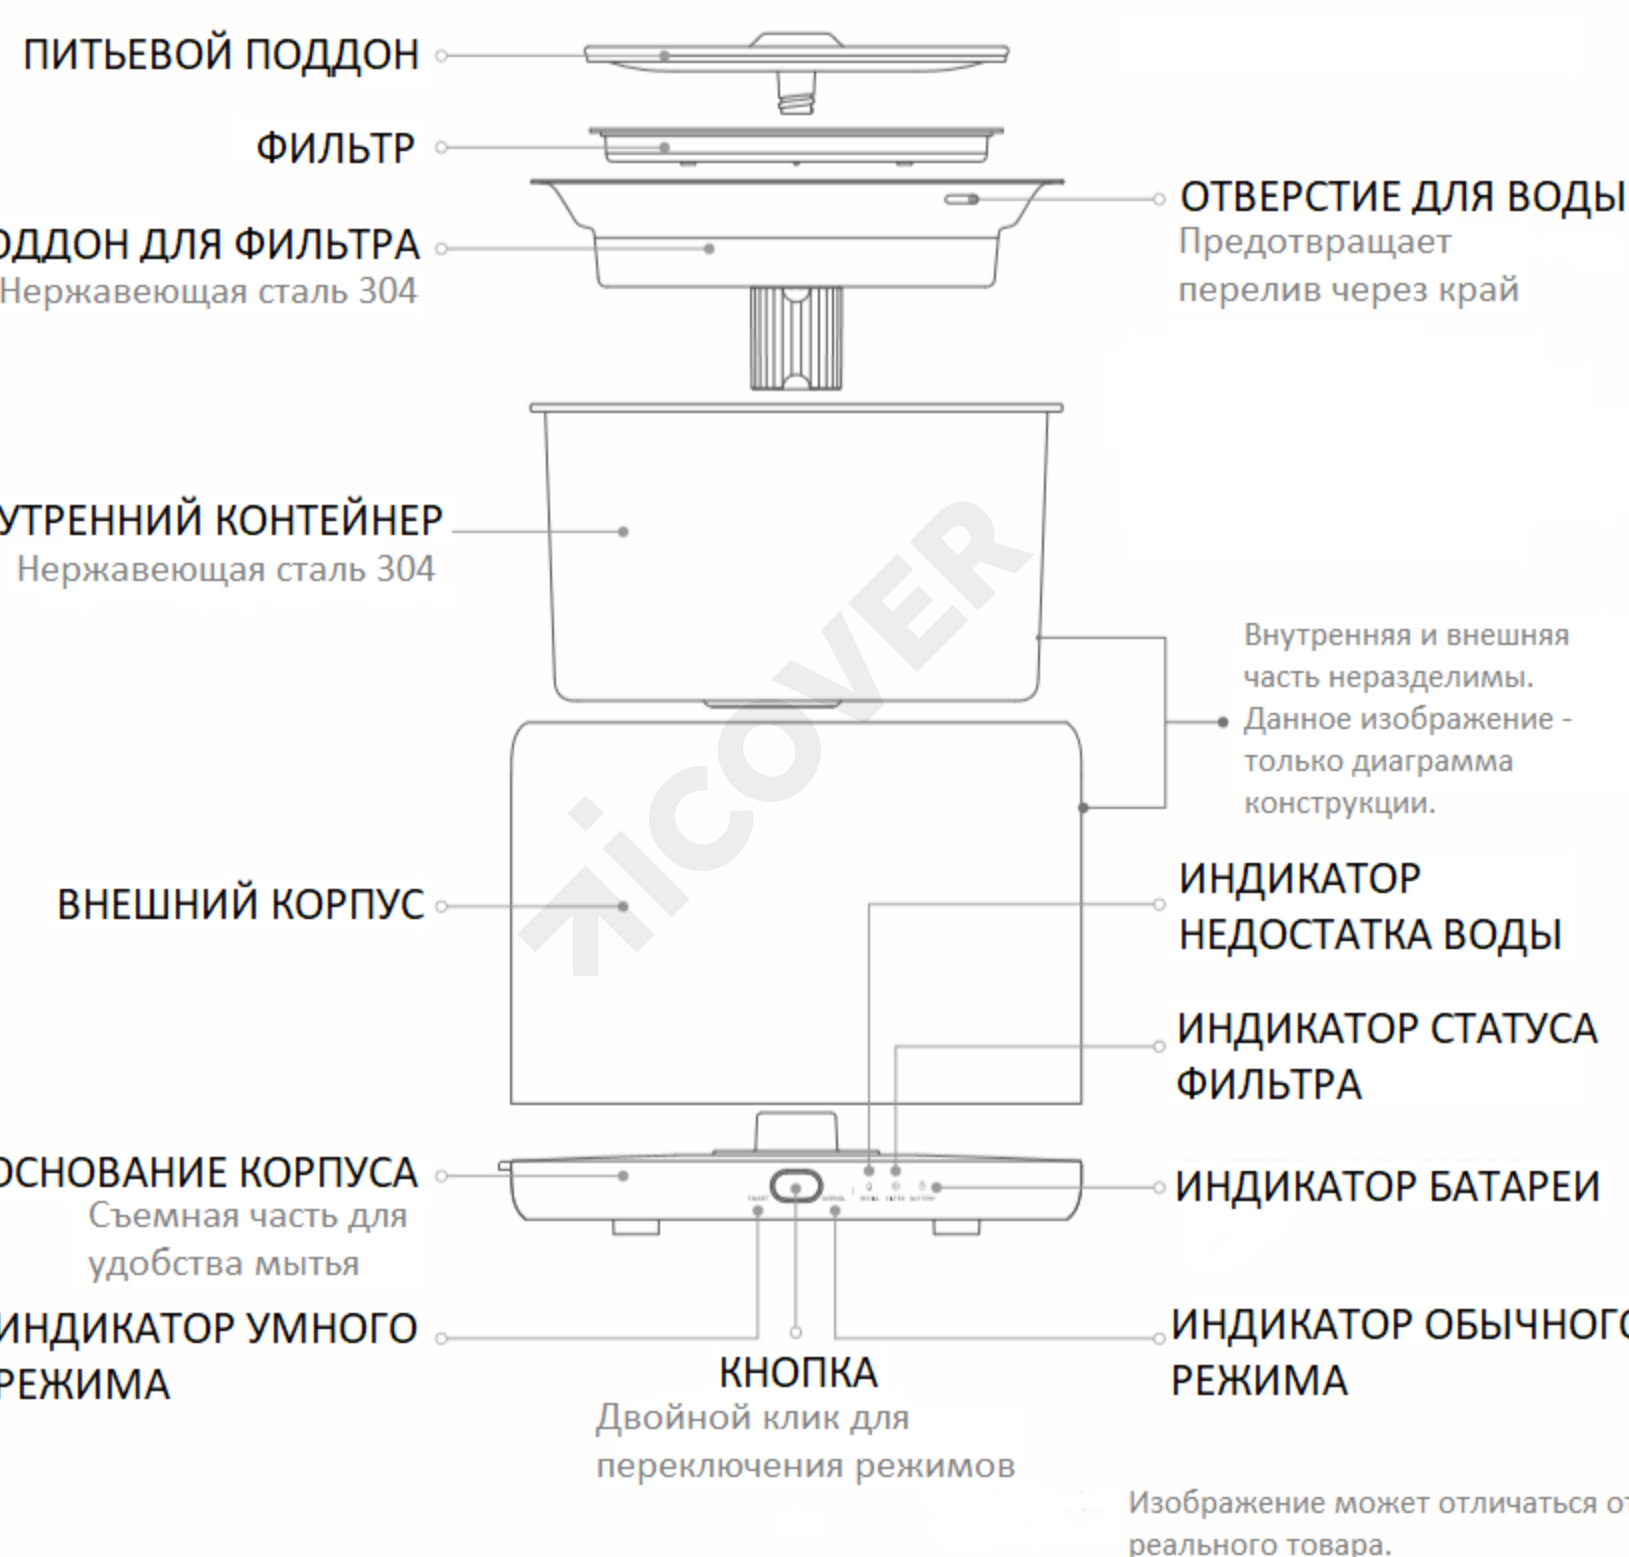 ПИТЬЕВОЙ ПОДДОН
ФИЛЬТР
ОДДОН ДЛЯ ФИЛЬТРА
Нержавеющая сталь 304
ОТВЕРСТИЕ ДЛЯ ВОДЫ
Предотвращает
перелив через край
УТРЕННИЙ КОНТЕЙНЕР
Нержавеющая сталь 304
Внутренняя и внешняя
часть неразделимы.
Данное изображение -
только диаграмма
конструкции.
iCOVER
ВНЕШНИЙ КОРПУС
ИНДИКАТОР
НЕДОСТАТКА ВОДЫ
ИНДИКАТОР СТАТУСА
ФИЛЬТРА
ОСНОВАНИЕ КОРПУСА
Съемная часть для
удобства мытья
ИНДИКАТОР БАТАРЕИ
ИНДИКАТОР УМНОГО
РЕЖИМА
КНОПКА
Двойной клик для
переключения режимов
ИНДИКАТОР ОБЫЧНОГО
РЕЖИМА
Изображение может отличаться от
реального товара.